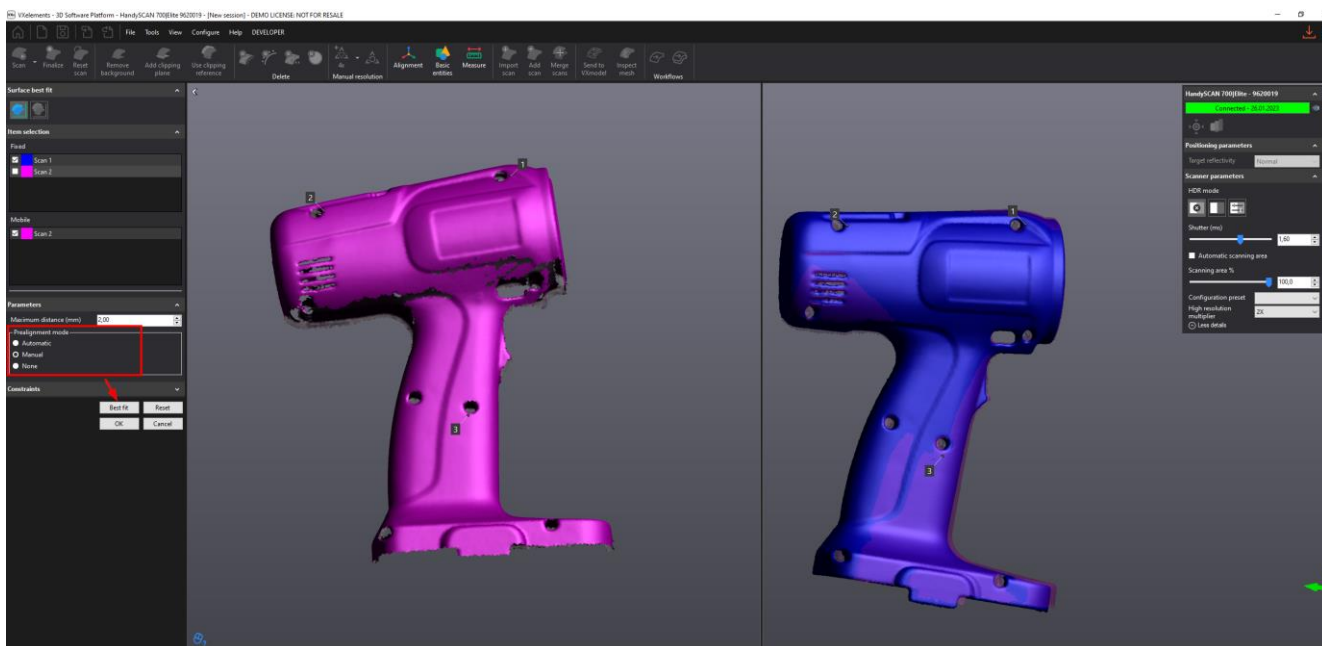 VXelements - 3D Software Platform - HandySCAN 700|Elite 9620019 - [New session] - DEMO LICENSE: NOT FOR RESALE
File Tools View Configure Help DEVELOPER
Scan Finalize Reset scan Remove background Add clipping plane Use clipping reference Delete Manual resolution Alignment Basic entities Measure Import scan Add scan Merge scans Send to VXmodel Inspect mesh Workflows
Surface best fit
Item selection
Fixed
Scan 1
Scan 2
Mobile
Scan 2
Parameters
Maximum distance (mm) 2,00
Prealignment mode
Automatic
Manual
None
Constraints
Best fit Reset
OK Cancel
1
2
3
2
1
3
HandySCAN 700|Elite - 9620019
Connected - 26.01.2023
Positioning parameters
Target reflectivity Normal
Scanner parameters
HDR mode
Shutter (ms)
1,60
Automatic scanning area
Scanning area %
100,0
Configuration preset
High resolution multiplier 2X
Less details